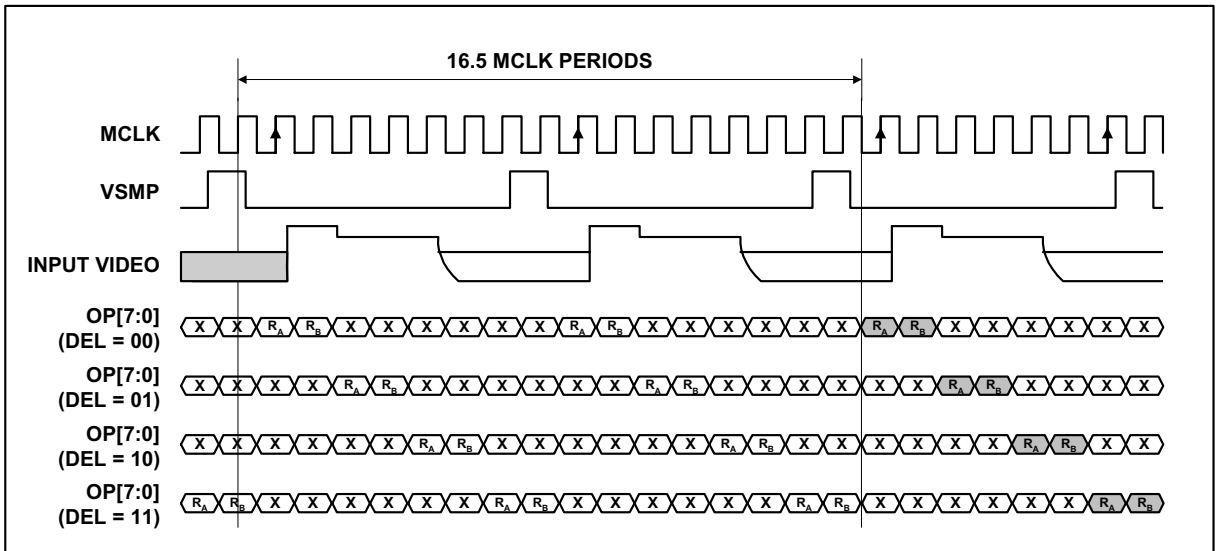 16.5 MCLK PERIODS
MCLK
VSMP
INPUT VIDEO
OP[7:0]
(DEL = 00)
X X RA RB X X X X X X RA RB X X X X X X RA RB X X X X X X
OP[7:0]
(DEL = 01)
X X X X RA RB X X X X X X RA RB X X X X X X RA RB X X X X
OP[7:0]
(DEL = 10)
X X X X X X RA RB X X X X X X RA RB X X X X X X RA RB X X
OP[7:0]
(DEL = 11)
RA RB X X X X X X RA RB X X X X X X RA RB X X X X X X RA RB